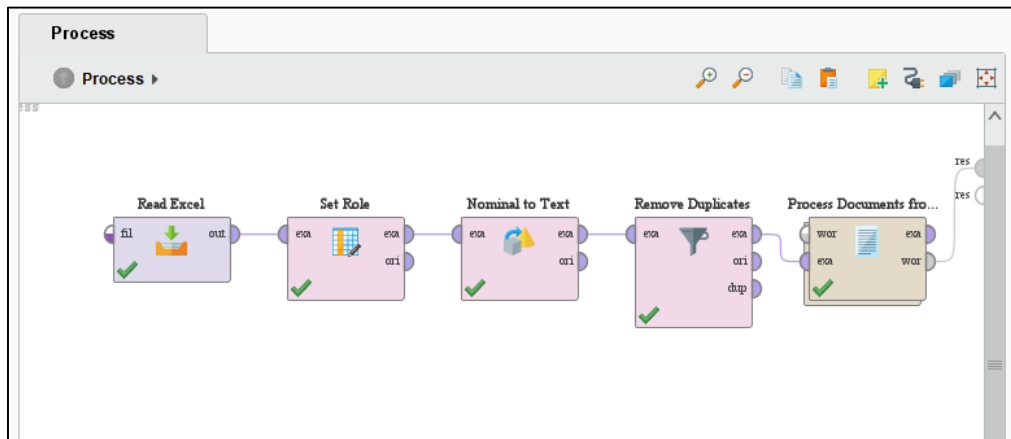 Process
Process
res
res
Read Excel
Set Role
Nominal to Text
Remove Duplicates
Process Documents fro...
fil
out
exa
exa
ori
exa
exa
ori
exa
exa
ori
dup
wor
exa
exa
wor